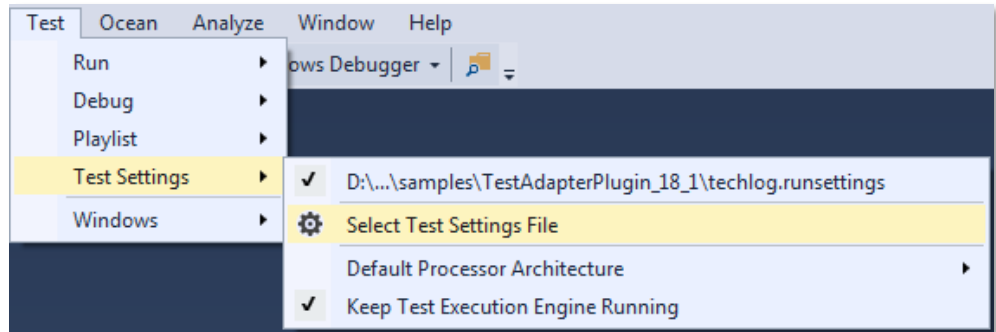 Test Ocean Analyze Window Help
Run
ows Debugger
Debug
Playlist
Test Settings
D:\...\samples\TestAdapterPlugin_18_1\techlog.runsettings
Windows
Select Test Settings File
Default Processor Architecture
Keep Test Execution Engine Running